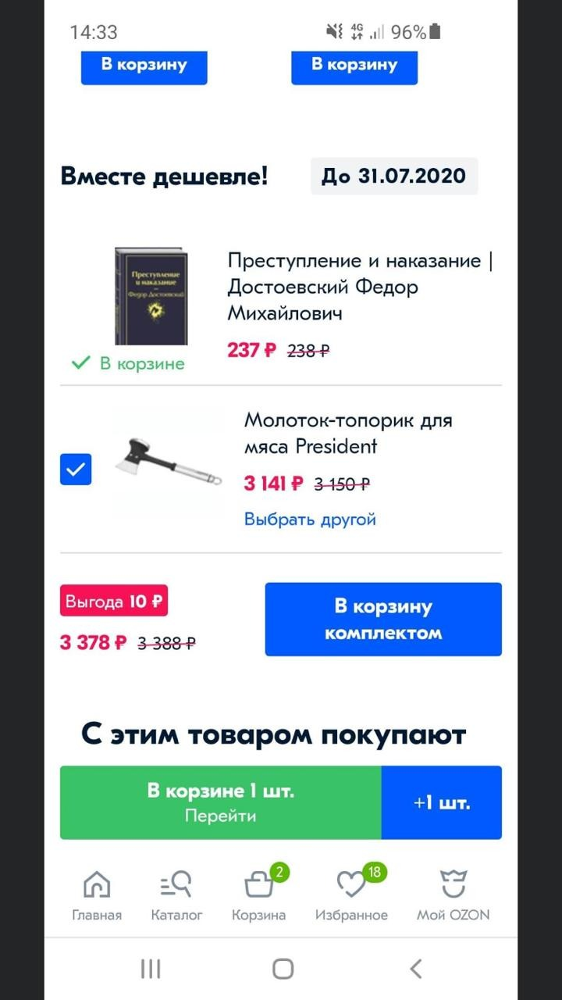 14:33
4G
96%
В корзину
В корзину
Вместе дешевле!
До 31.07.2020
Преступление
и наказание
Федор Достоевский
Преступление и наказание |
Достоевский Федор
Михайлович
237 ₽ 238 ₽
В корзине
Молоток-топорик для
мяса President
3 141 ₽ 3 150 ₽
Выбрать другой
Выгода 10 ₽
3 378 ₽ 3 388 ₽
В корзину
комплектом
С этим товаром покупают
В корзине 1 шт.
Перейти
+1 шт.
2
18
Главная
Каталог
Корзина
Избранное
Мой OZON